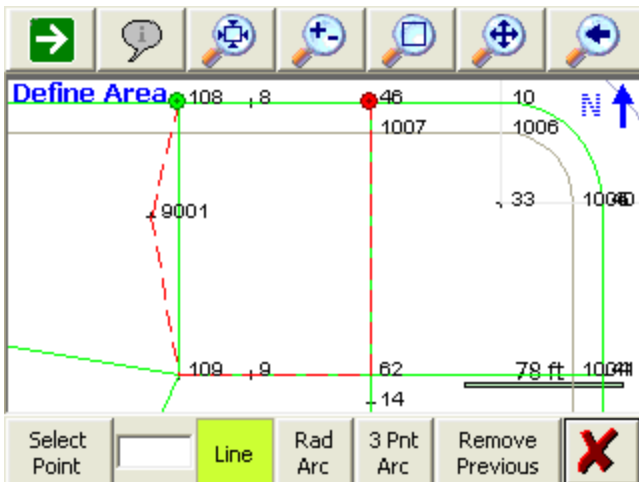 Define Area
108
8
46
10
N
1007
1006
9001
33
109
9
62
78 ft
14
Select Point
Line
Rad Arc
3 Pnt Arc
Remove Previous